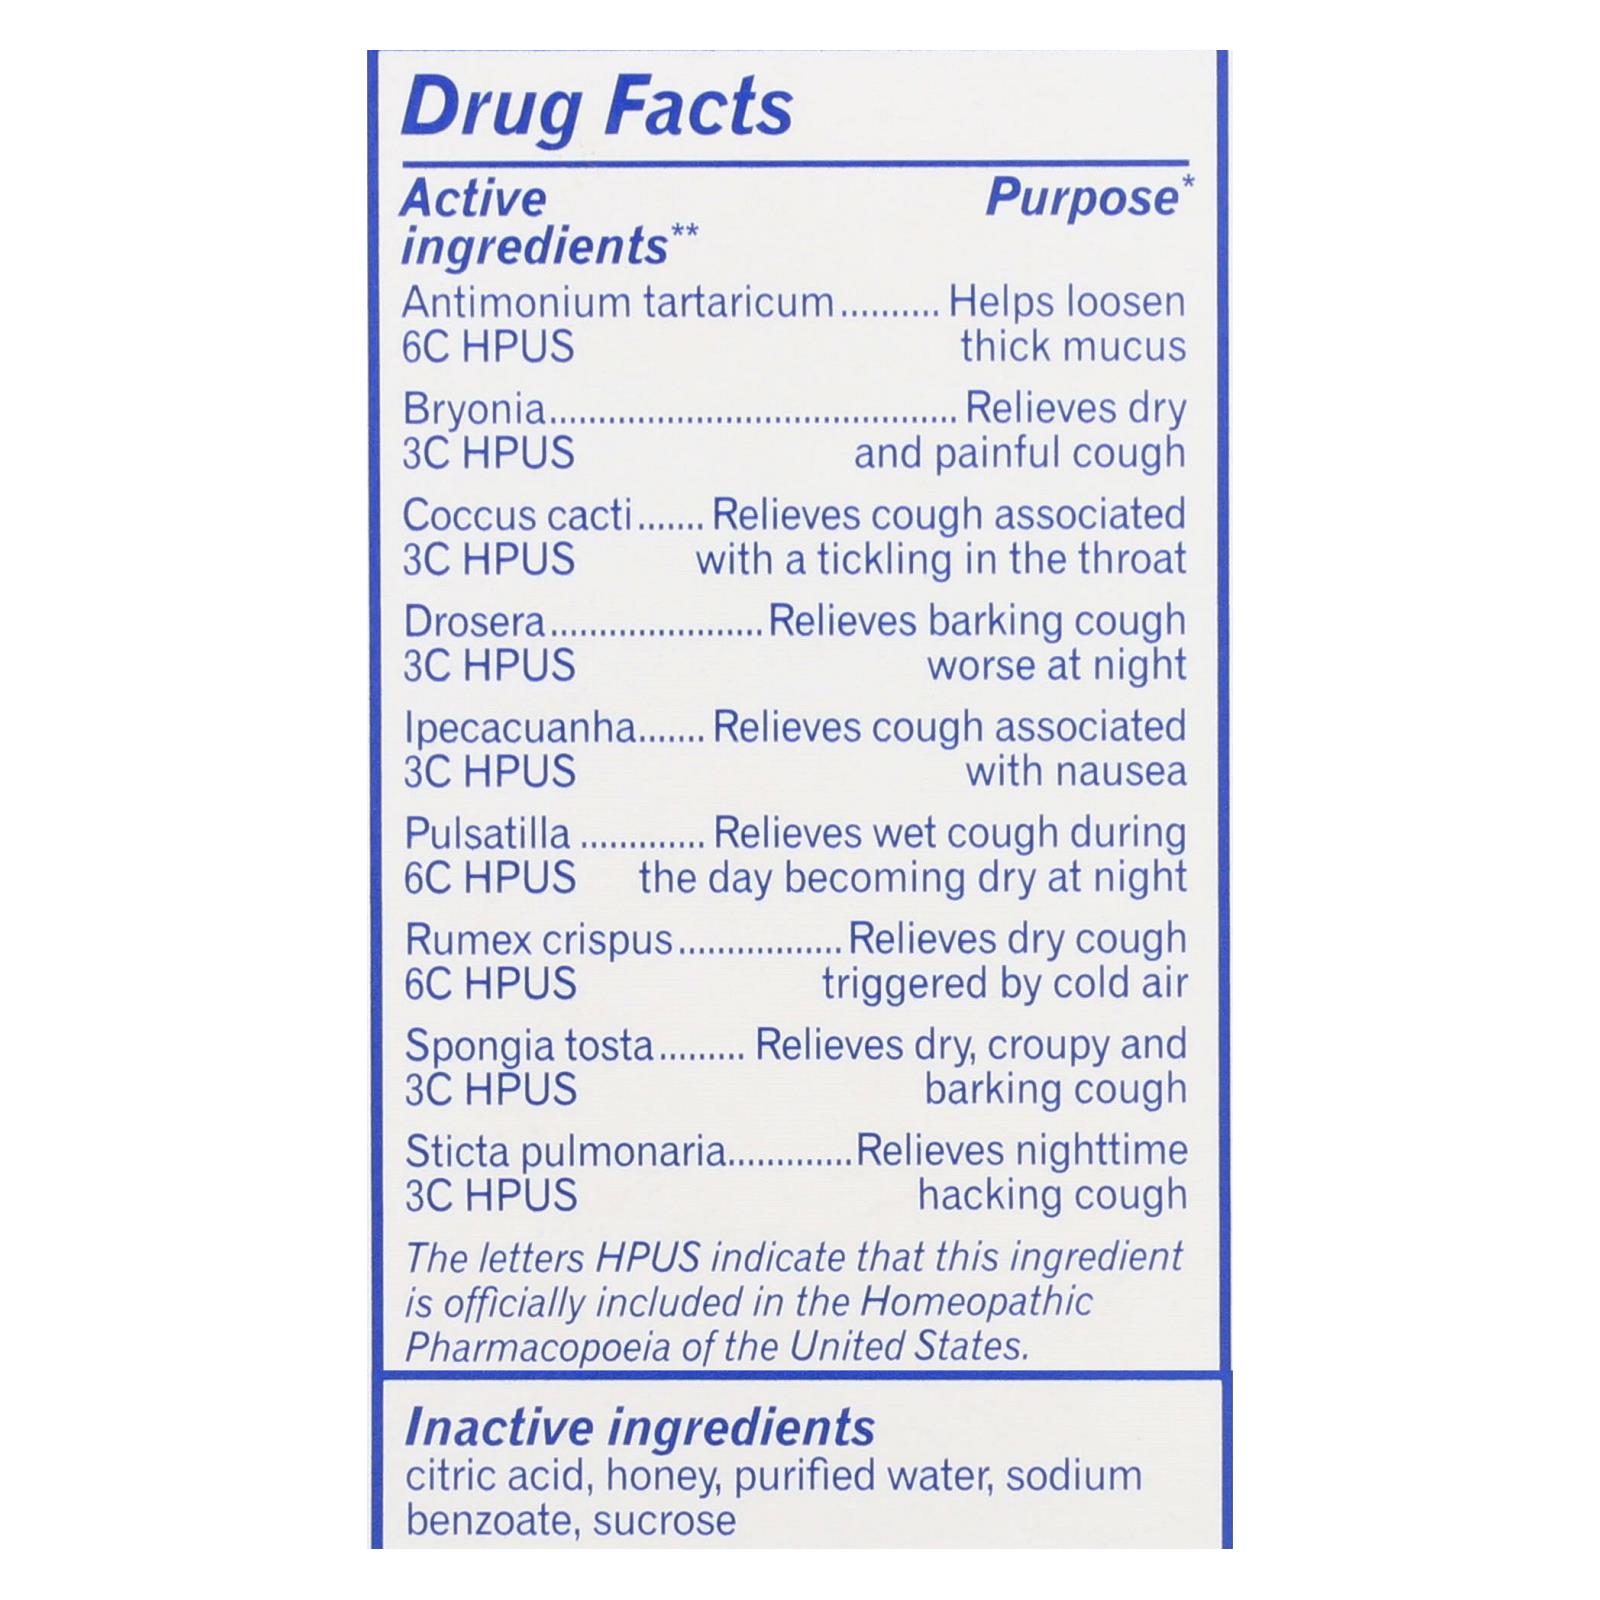 Drug Facts
Active Purpose*
ingredients**
Antimonium tartaricum.......... Helps loosen
6C HPUS thick mucus
Bryonia.......................................... Relieves dry
3C HPUS and painful cough
Coccus cacti....... Relieves cough associated
3C HPUS with a tickling in the throat
Drosera......................Relieves barking cough
3C HPUS worse at night
Ipecacuanha....... Relieves cough associated
3C HPUS with nausea
Pulsatilla ............. Relieves wet cough during
6C HPUS the day becoming dry at night
Rumex crispus.................Relieves dry cough
6C HPUS triggered by cold air
Spongia tosta......... Relieves dry, croupy and
3C HPUS barking cough
Sticta pulmonaria.............Relieves nighttime
3C HPUS hacking cough
The letters HPUS indicate that this ingredient
is officially included in the Homeopathic
Pharmacopoeia of the United States.
Inactive ingredients
citric acid, honey, purified water, sodium
benzoate, sucrose